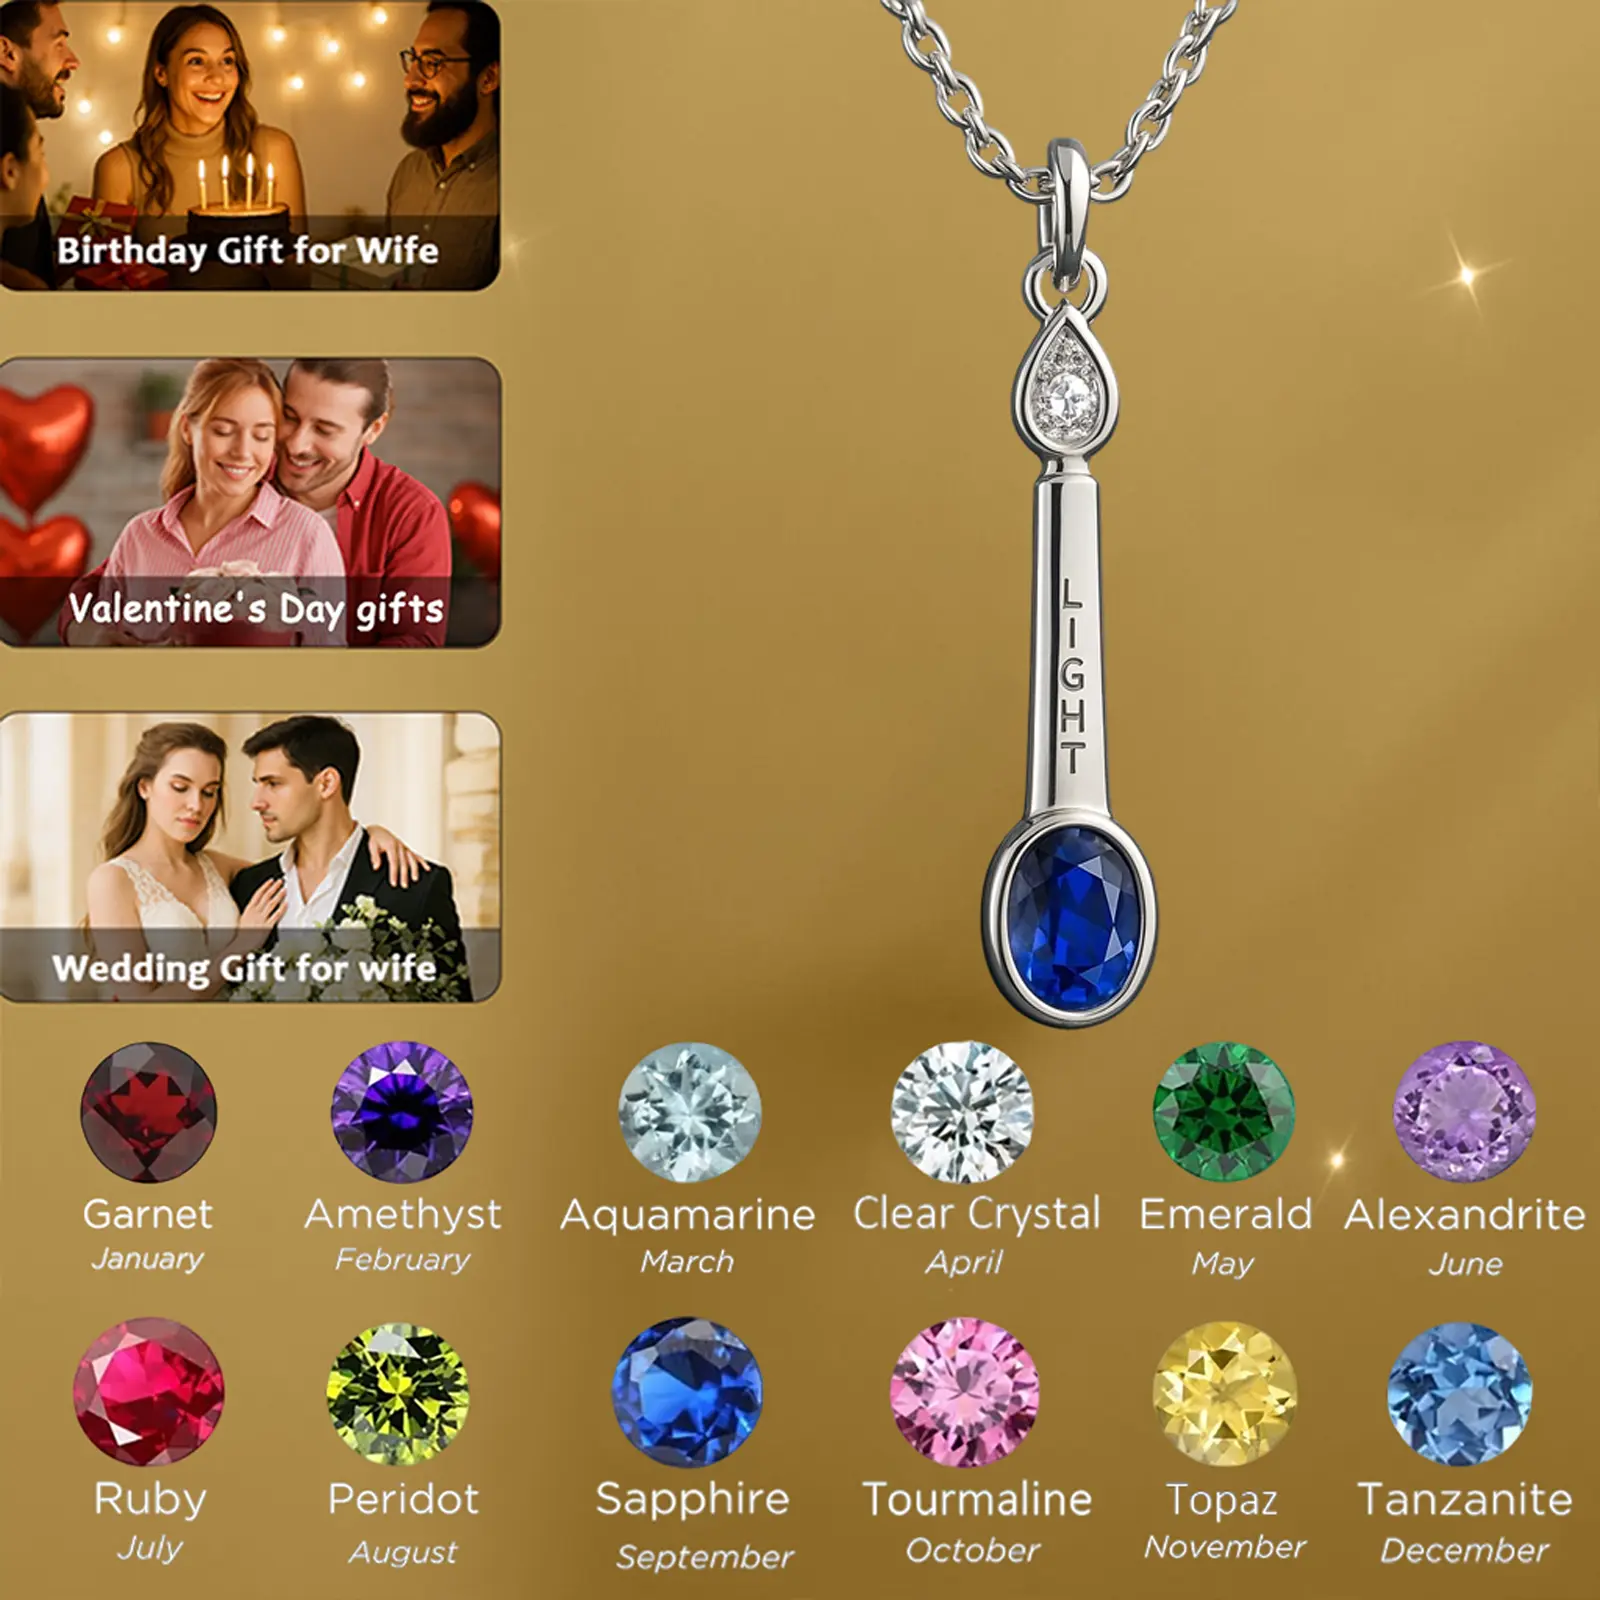 Birthday Gift for Wife
Valentine's Day gifts
Wedding Gift for wife
LIGHT
Garnet
January
Amethyst
February
Aquamarine
March
Clear Crystal
April
Emerald
May
Alexandrite
June
Ruby
July
Peridot
August
Sapphire
September
Tourmaline
October
Topaz
November
Tanzanite
December